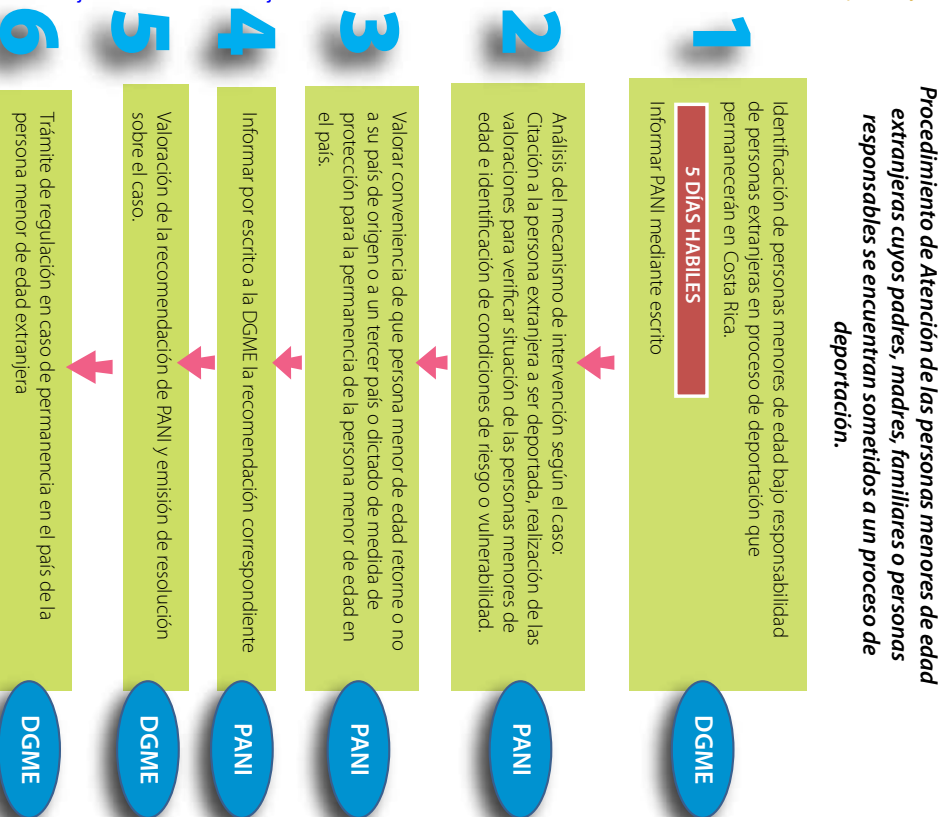 Procedimiento de Atención de las personas menores de edad
extranjeras cuyos padres, madres, familiares o personas
responsables se encuentran sometidos a un proceso de
deportación.
1
Identificación de personas menores de edad bajo responsabilidad
de personas extranjeras en proceso de deportación que
permanecerán en Costa Rica.
5 DÍAS HABILES
Informar PANI mediante escrito
DGME
2
Análisis del mecanismo de intervención según el caso:
Citación a la persona extranjera a ser deportada, realización de las
valoraciones para verificar situación de las personas menores de
edad e identificación de condiciones de riesgo o vulnerabilidad.
PANI
3
Valorar conveniencia de que persona menor de edad retorne o no
a su país de origen o a un tercer país o dictado de medida de
protección para la permanencia de la persona menor de edad en
el país.
PANI
4
Informar por escrito a la DGME la recomendación correspondiente
PANI
5
Valoración de la recomendación de PANI y emisión de resolución
sobre el caso.
DGME
6
Trámite de regulación en caso de permanencia en el país de la
persona menor de edad extranjera
DGME